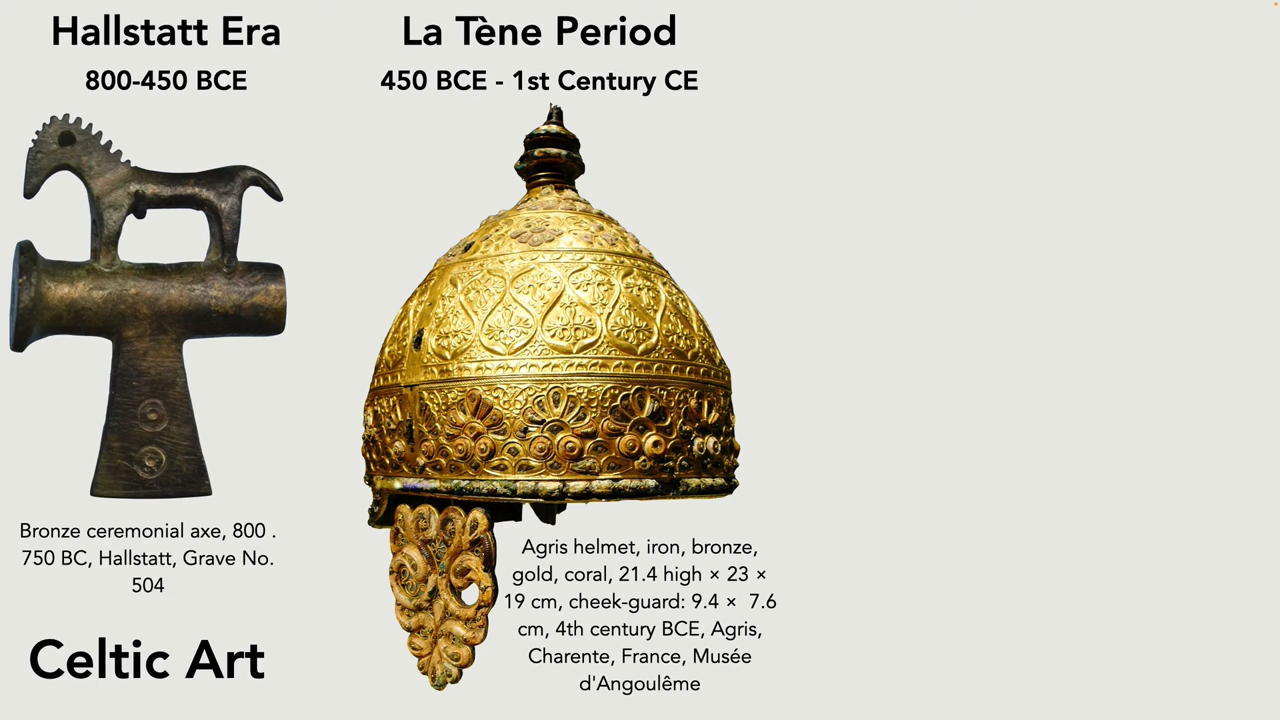 Hallstatt Era
800-450 BCE
La Tène Period
450 BCE - 1st Century CE
Bronze ceremonial axe, 800 .
750 BC, Hallstatt, Grave No.
504
Agris helmet, iron, bronze,
gold, coral, 21.4 high × 23 ×
19 cm, cheek-guard: 9.4 × 7.6
cm, 4th century BCE, Agris,
Charente, France, Musée
d'Angoulême
Celtic Art